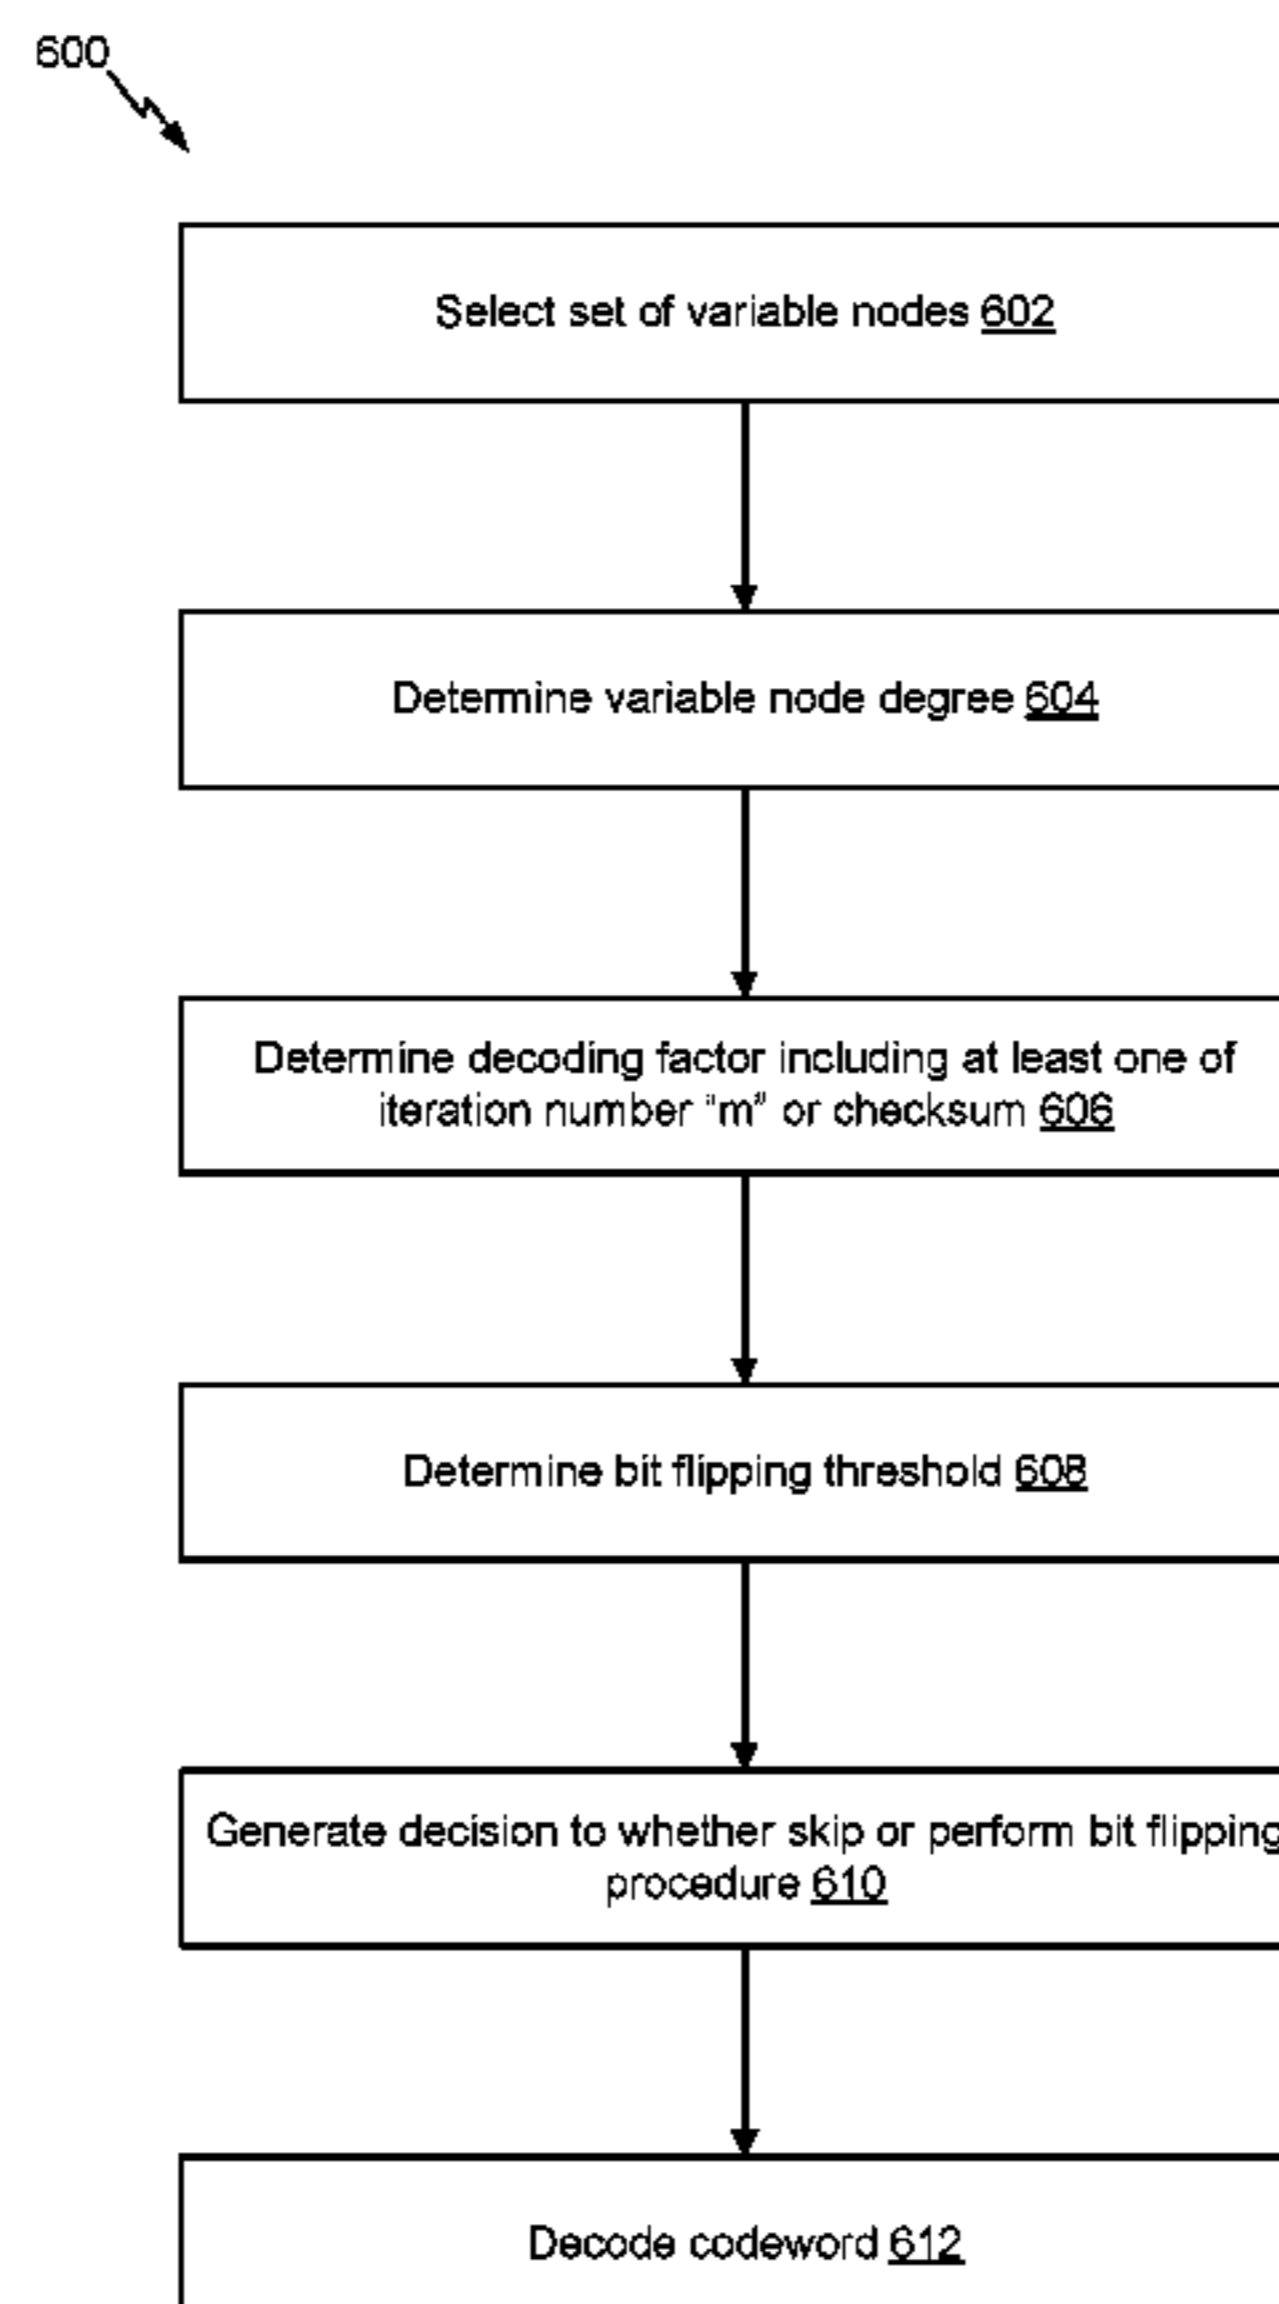 600
Select set of variable nodes 602
Determine variable node degree 604
Determine decoding factor including at least one of
iteration number "m" or checksum 606
Determine bit flipping threshold 608
Generate decision to whether skip or perform bit flipping
procedure 610
Decode codeword 612